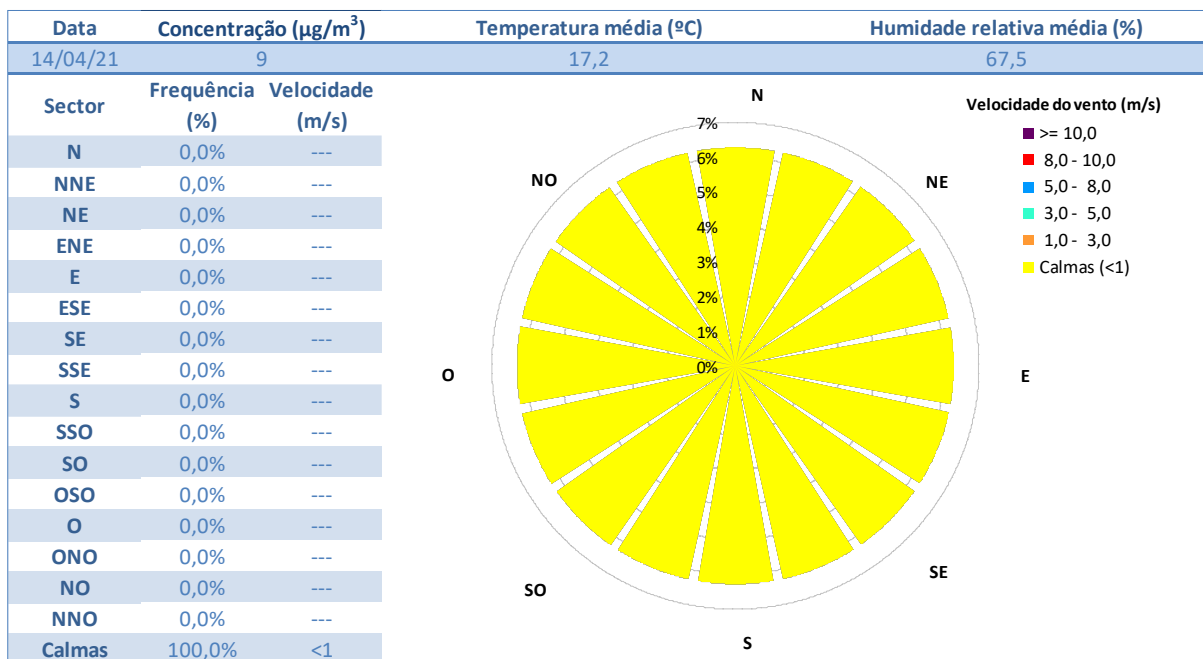 Data Concentração (µg/m³) Temperatura média (ºC) Humidade relativa média (%)
14/04/21 9 17,2 67,5
Sector Frequência (%) Velocidade (m/s)
N 0,0% ---
NNE 0,0% ---
NE 0,0% ---
ENE 0,0% ---
E 0,0% ---
ESE 0,0% ---
SE 0,0% ---
SSE 0,0% ---
S 0,0% ---
SSO 0,0% ---
SO 0,0% ---
OSO 0,0% ---
O 0,0% ---
ONO 0,0% ---
NO 0,0% ---
NNO 0,0% ---
Calmas 100,0% <1
N
NE
E
SE
S
SO
O
NO
7%
6%
5%
4%
3%
2%
1%
0%
Velocidade do vento (m/s)
>= 10,0
8,0 - 10,0
5,0 - 8,0
3,0 - 5,0
1,0 - 3,0
Calmas (<1)